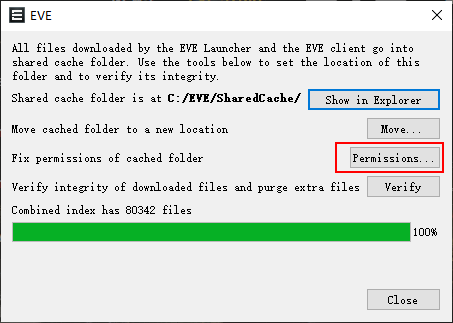 EVE
All files downloaded by the EVE Launcher and the EVE client go into
shared cache folder. Use the tools below to set the location of this
folder and to verify its integrity.
Shared cache folder is at C:/EVE/SharedCache/ Show in Explorer
Move cached folder to a new location Move...
Fix permissions of cached folder Permissions...
Verify integrity of downloaded files and purge extra files Verify
Combined index has 80342 files
100%
Close